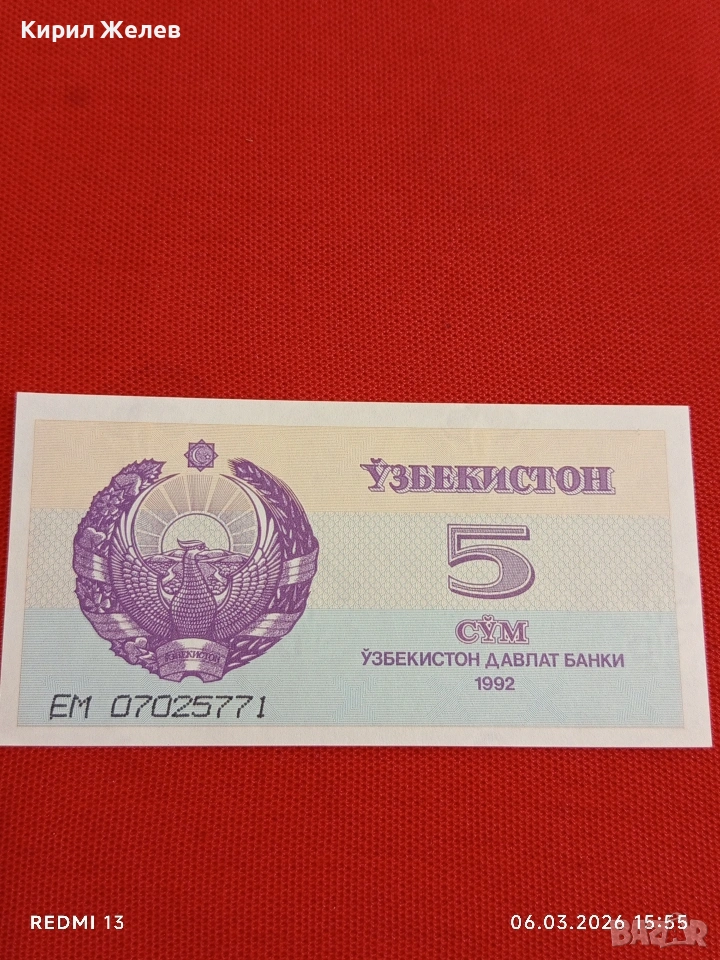 Кирил Желев
ЎЗБЕКИСТОН
5
СЎМ
ЎЗБЕКИСТОН ДАВЛАТ БАНКИ
1992
ЎЗБЕКИСТОН
ЕМ 07025771
REDMI 13
06.03.2026 15:55
BAZAR